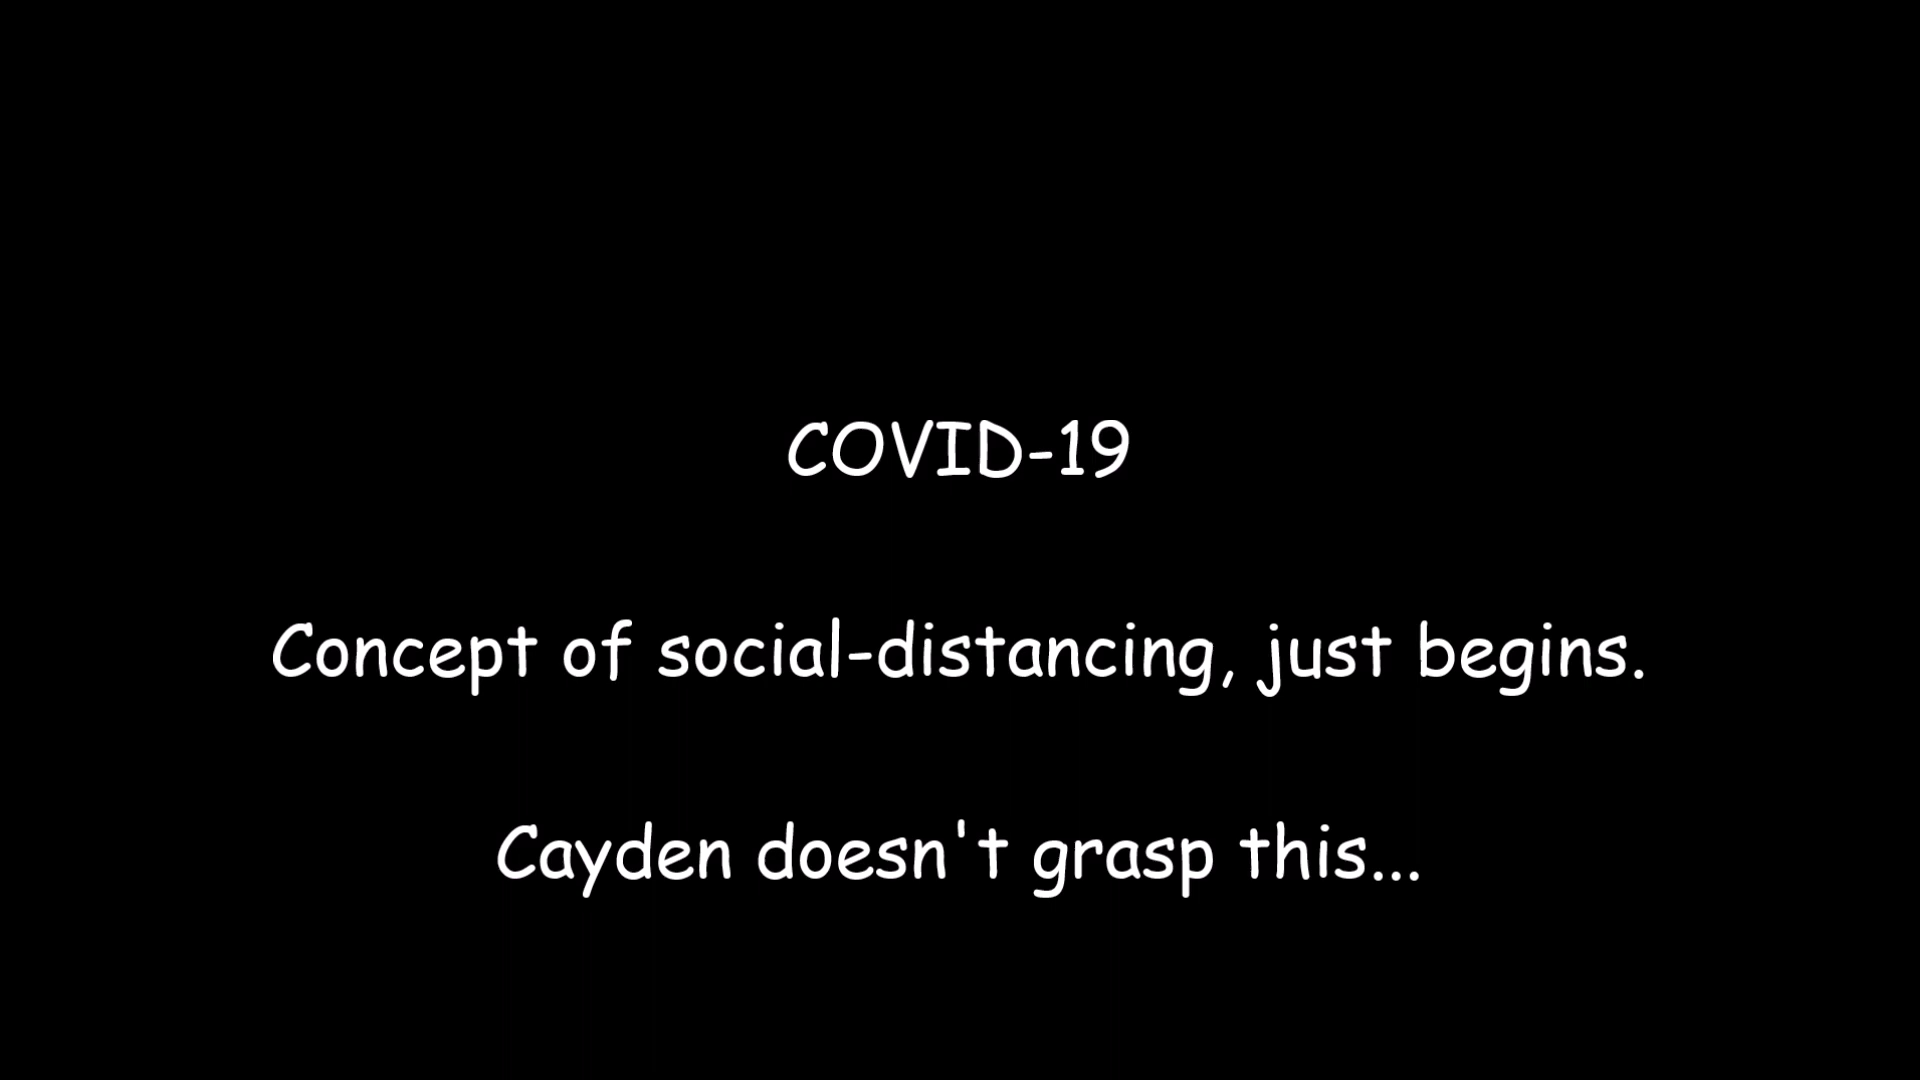 COVID-19
Concept of social-distancing, just begins.
Cayden doesn't grasp this...